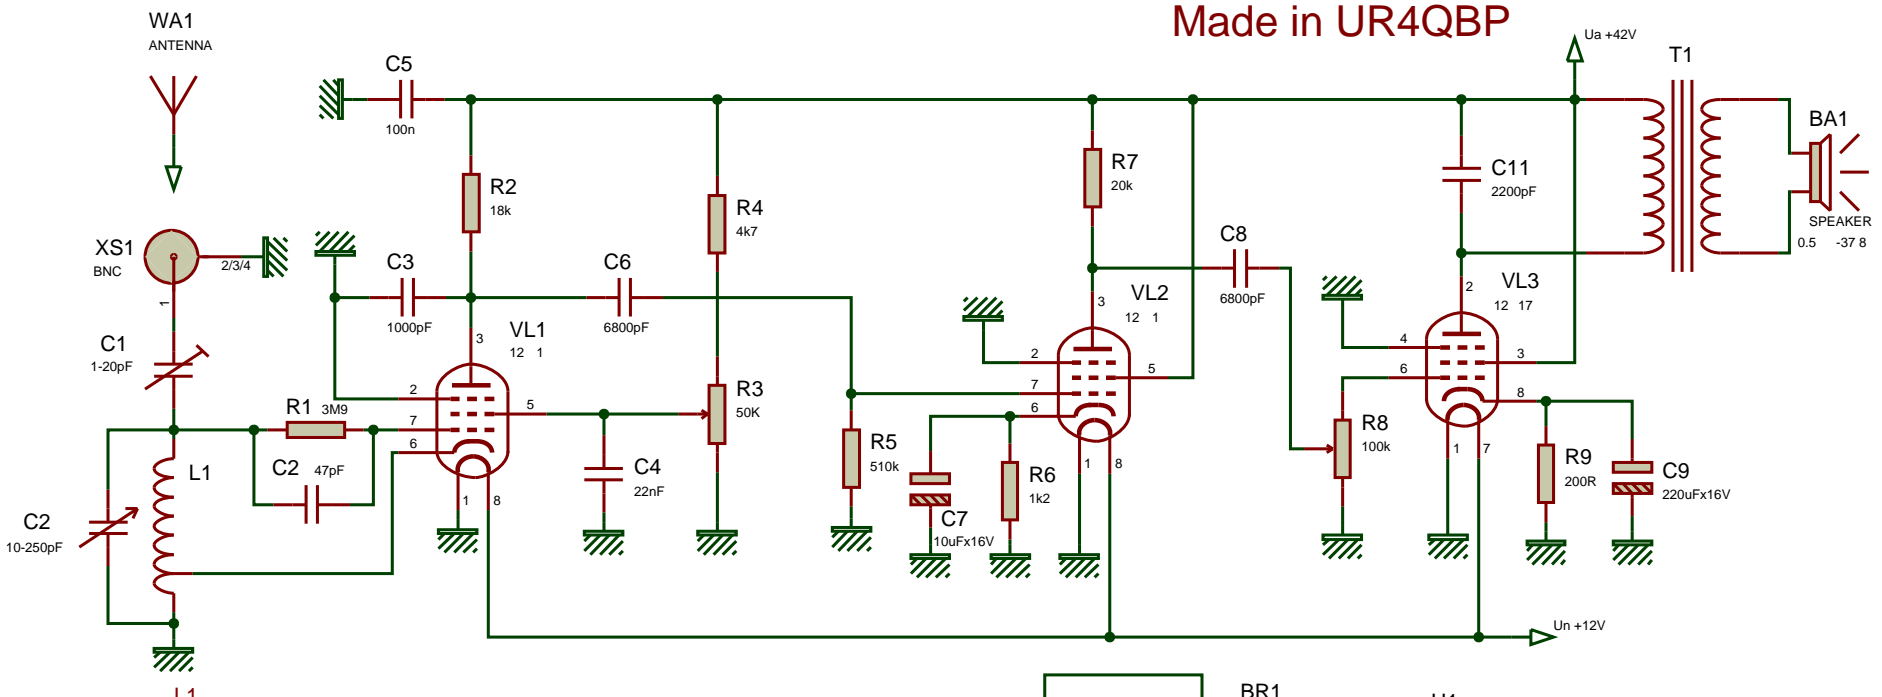 Made in UR4QBP
WA1
ANTENNA
Ua +42V
T1
C5
100n
R2
18k
R4
4k7
R7
20k
C11
2200pF
BA1
SPEAKER
0.5 -37 8
XS1
BNC
2/3/4
1
C3
1000pF
C6
6800pF
C8
6800pF
C1
1-20pF
VL1
12 1
3
2
7
6
5
1
8
VL2
12 1
3
2
7
6
5
1
8
VL3
12 17
2
4
6
3
8
1
7
R1 3M9
C2 47pF
L1
C2
10-250pF
C4
22nF
R3
50K
R5
510k
C7
10uFx16V
R6
1k2
R8
100k
R9
200R
C9
220uFx16V
Un +12V
L1
BR1